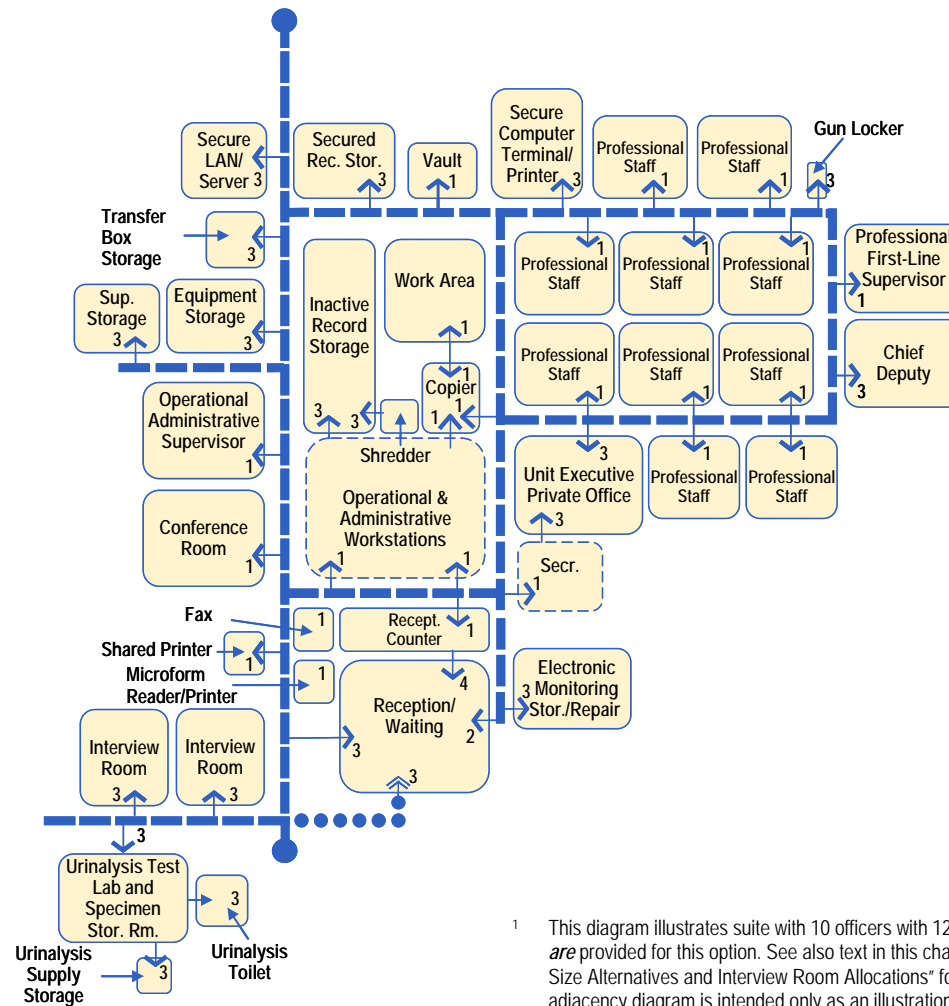 Secure
LAN/
Server 3
Secured
Rec. Stor.
3
Vault
1
Secure
Computer
Terminal/
Printer 3
Professional
Staff
1
Professional
Staff
1
Gun Locker
3
Transfer
Box
Storage
3
Sup.
Storage
3
Equipment
Storage
3
Inactive
Record
Storage
3
3
Work Area
1
1
Copier
1
1
Professional
Staff
1
Professional
Staff
1
Professional
Staff
1
Professional
First-Line
Supervisor
1
Professional
Staff
1
Professional
Staff
1
Professional
Staff
1
Chief
Deputy
3
Operational
Administrative
Supervisor
1
Shredder
Operational &
Administrative
Workstations
1
1
3
Unit Executive
Private Office
3
1
Professional
Staff
1
Professional
Staff
Conference
Room
1
Secr.
1
Fax
1
Recept.
Counter
1
Shared Printer
1
Microform
Reader/Printer
1
4
Reception/
Waiting
3
2
3
Electronic
Monitoring
Stor./Repair
3
Interview
Room
3
Interview
Room
3
3
Urinalysis Test
Lab and
Specimen
Stor. Rm.
3
Urinalysis
Toilet
Urinalysis
Supply
Storage
3
1 This diagram illustrates suite with 10 officers with 12
are provided for this option. See also text in this cha
Size Alternatives and Interview Room Allocations" fo
adjacency diagram is intended only as an illustration